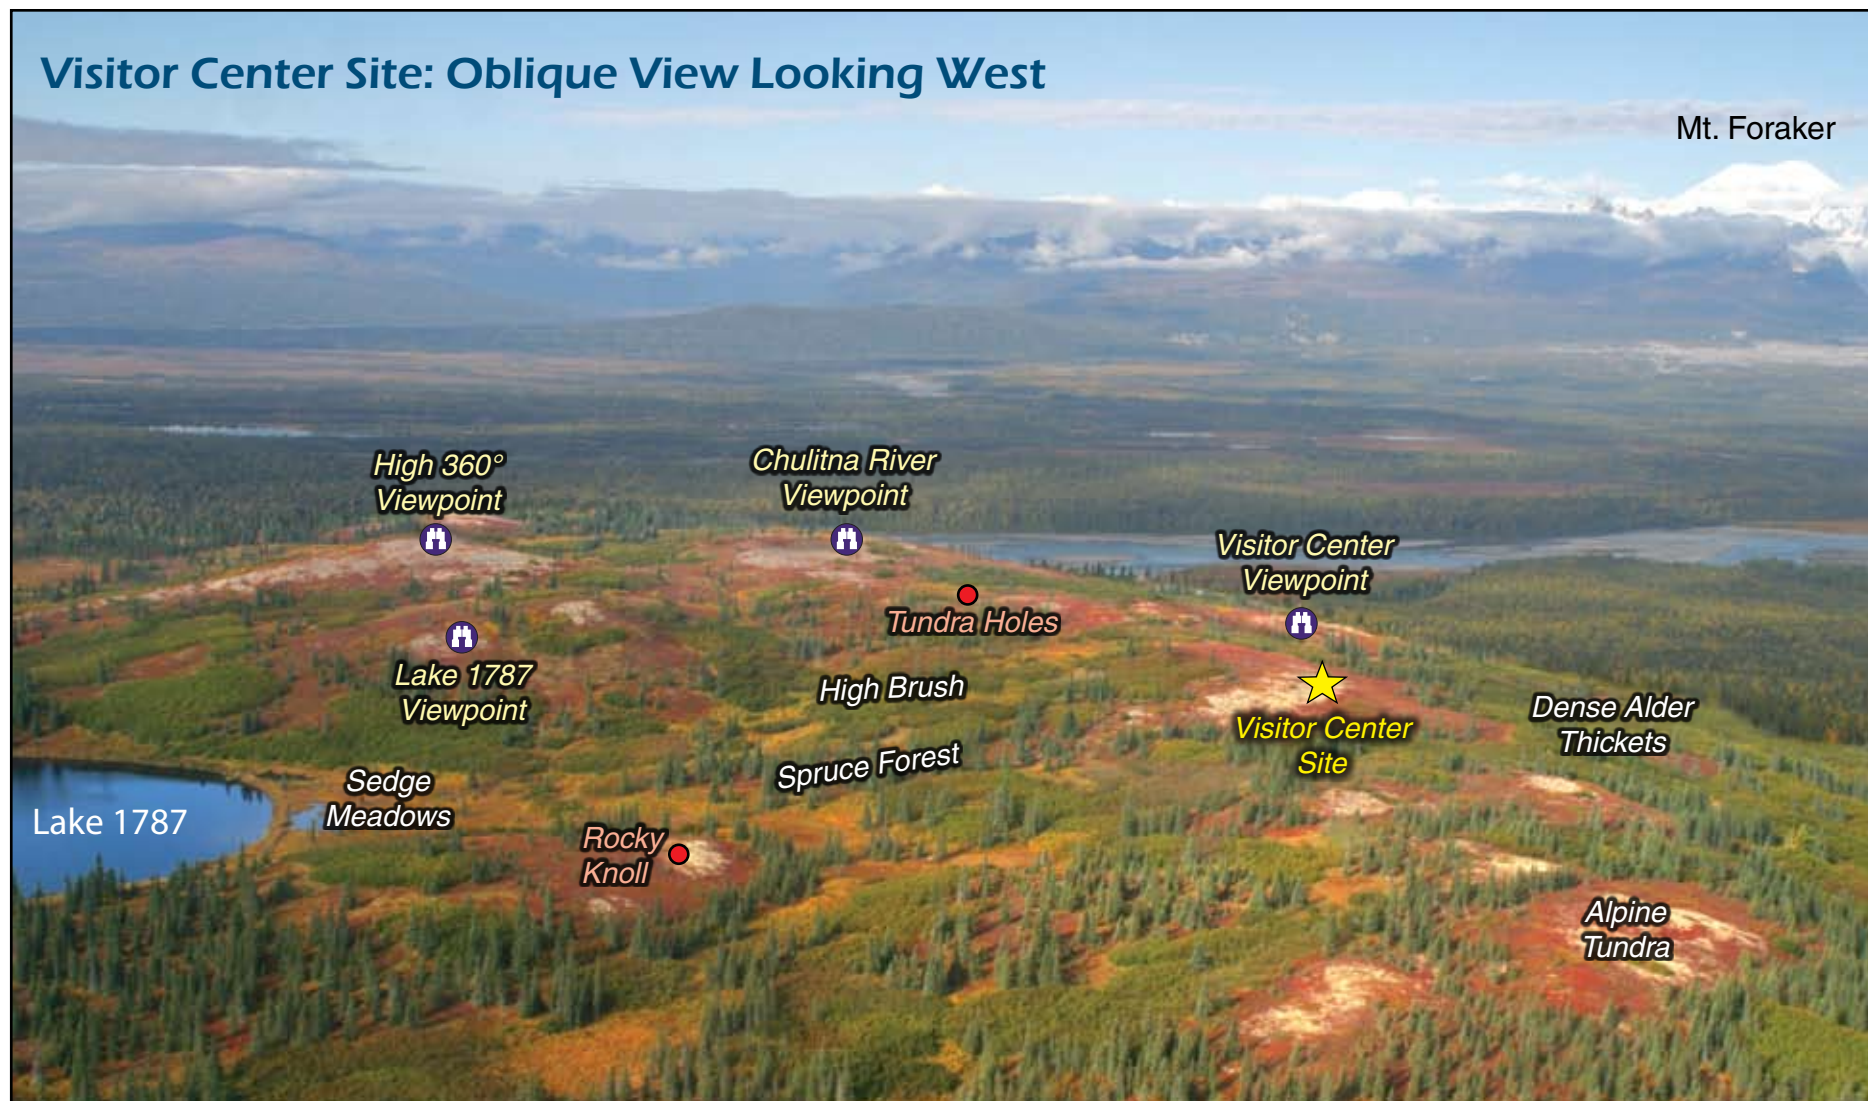 Visitor Center Site: Oblique View Looking West
Mt. Foraker
High 360°
Viewpoint
Chulitna River
Viewpoint
Visitor Center
Viewpoint
Tundra Holes
Lake 1787
Viewpoint
High Brush
Visitor Center
Site
Dense Alder
Thickets
Spruce Forest
Sedge
Meadows
Lake 1787
Rocky
Knoll
Alpine
Tundra